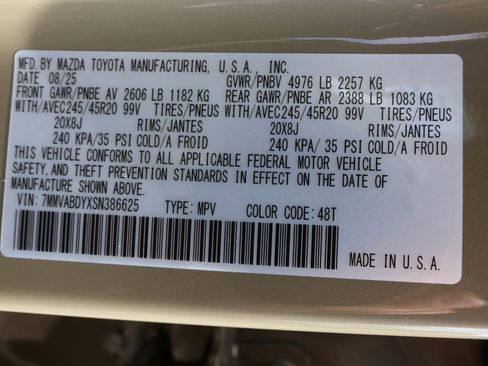 MFD. BY MAZDA TOYOTA MANUFACTURING, U.S.A., INC.
DATE 08/25 GVWR/PNBV 4976 LB 2257 KG
FRONT GAWR/PNBE AV 2606 LB 1182 KG REAR GAWR/PNBE AR 2388 LB 1083 KG
WITH/AVEC245/45R20 99V TIRES/PNEUS WITH/AVEC245/45R20 99V TIRES/PNEUS
20X8J RIMS/JANTES 20X8J RIMS/JANTES
240 KPA/ 35 PSI COLD/A FROID 240 KPA/ 35 PSI COLD/A FROID
THIS VEHICLE CONFORMS TO ALL APPLICABLE FEDERAL MOTOR VEHICLE
SAFETY, AND THEFT PREVENTION STANDARDS IN EFFECT ON THE DATE OF
MANUFACTURE SHOWN ABOVE.
VIN: 7MMVABDYXSN386625 TYPE: MPV COLOR CODE: 48T
MADE IN U.S.A.